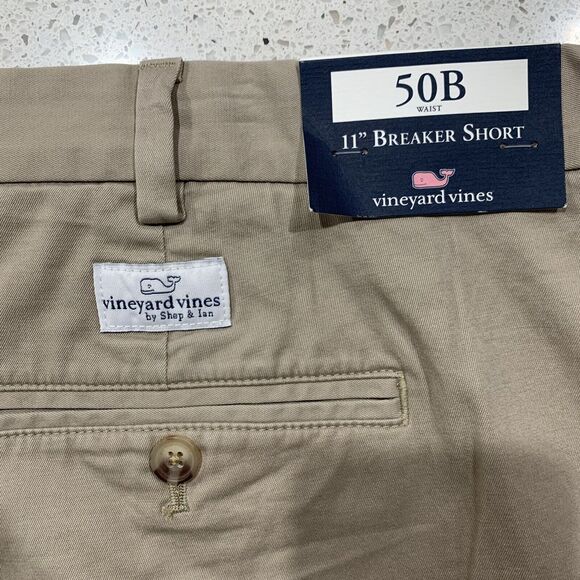 50B
WAIST
11” BREAKER SHORT
vineyard vines
vineyard vines
by Shep & Ian